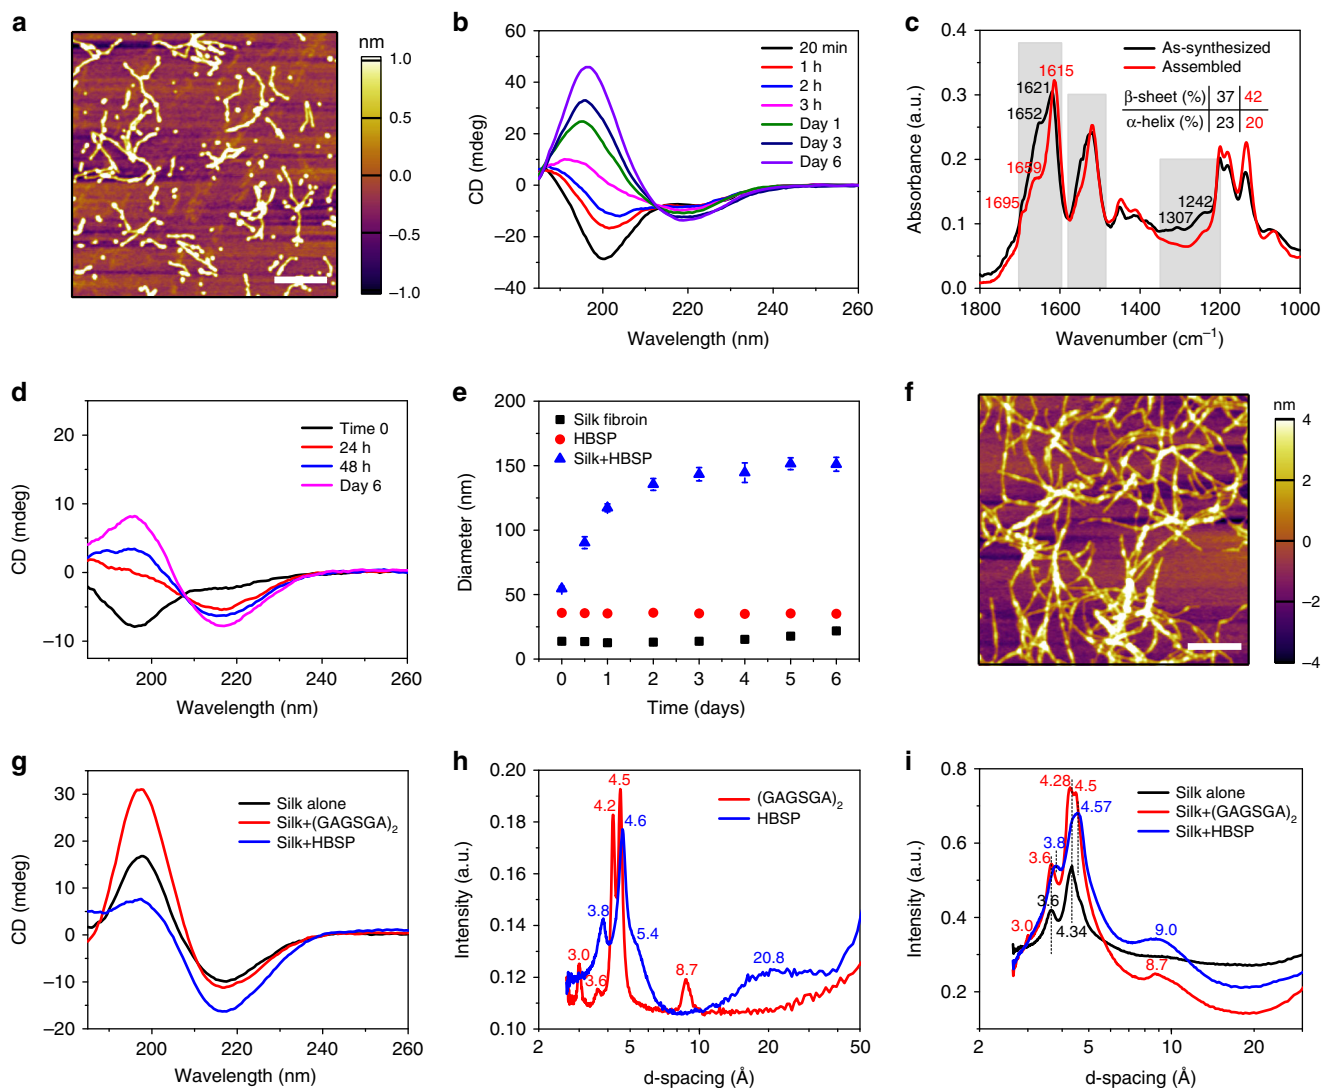 a
nm
1.0
0.5
0.0
−0.5
−1.0
b
CD (mdeg)
60
40
20
0
−20
−40
200
220
240
260
Wavelength (nm)
20 min
1 h
2 h
3 h
Day 1
Day 3
Day 6
c
Absorbance (a.u.)
0.4
0.3
0.2
0.1
0.0
1800
1600
1400
1200
1000
Wavenumber (cm⁻¹)
As-synthesized
Assembled
β-sheet (%) 37 42
α-helix (%) 23 20
1615
1621
1652
1659
1695
1307
1242
d
CD (mdeg)
20
10
0
−10
200
220
240
260
Wavelength (nm)
Time 0
24 h
48 h
Day 6
e
Diameter (nm)
200
150
100
50
0
0
1
2
3
4
5
6
Time (days)
Silk fibroin
HBSP
Silk+HBSP
f
nm
4
2
0
−2
−4
g
CD (mdeg)
30
20
10
0
−10
−20
200
220
240
260
Wavelength (nm)
Silk alone
Silk+(GAGSGA)₂
Silk+HBSP
h
Intensity (a.u.)
0.20
0.18
0.16
0.14
0.12
0.10
2
5
10
20
50
d-spacing (Å)
(GAGSGA)₂
HBSP
4.5
4.2
4.6
3.8
5.4
3.0
3.6
8.7
20.8
i
Intensity (a.u.)
0.8
0.6
0.4
0.2
2
5
10
20
d-spacing (Å)
Silk alone
Silk+(GAGSGA)₂
Silk+HBSP
4.28
4.5
4.57
3.8
3.6
3.6
3.0
4.34
9.0
8.7